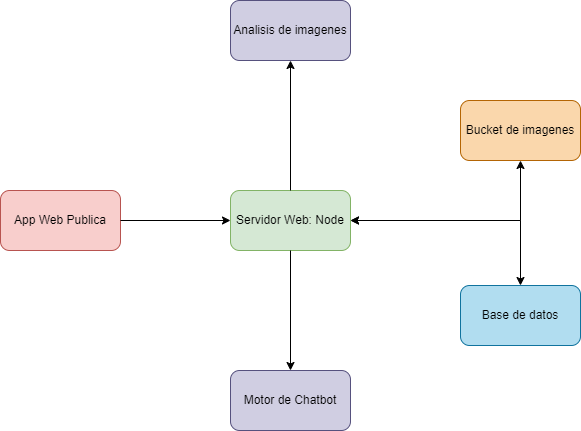 Analisis de imagenes
Bucket de imagenes
App Web Publica
Servidor Web: Node
Base de datos
Motor de Chatbot